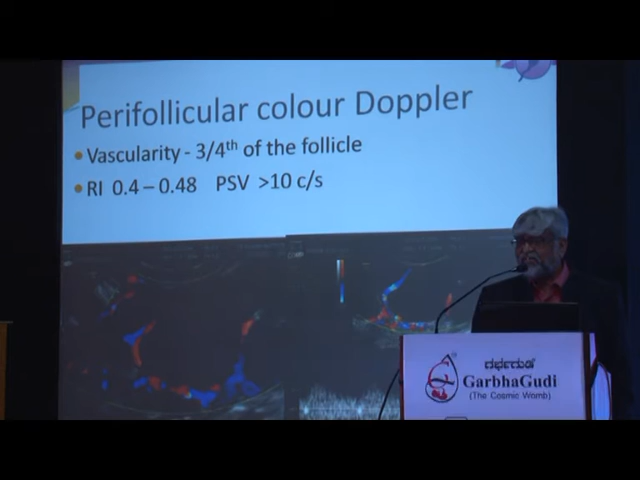 Perifollicular colour Doppler
• Vascularity - 3/4th of the follicle
• RI 0.4 – 0.48 PSV >10 c/s
ಗರ್ಭಗುಡಿ
GarbhaGudi
(The Cosmic Womb)